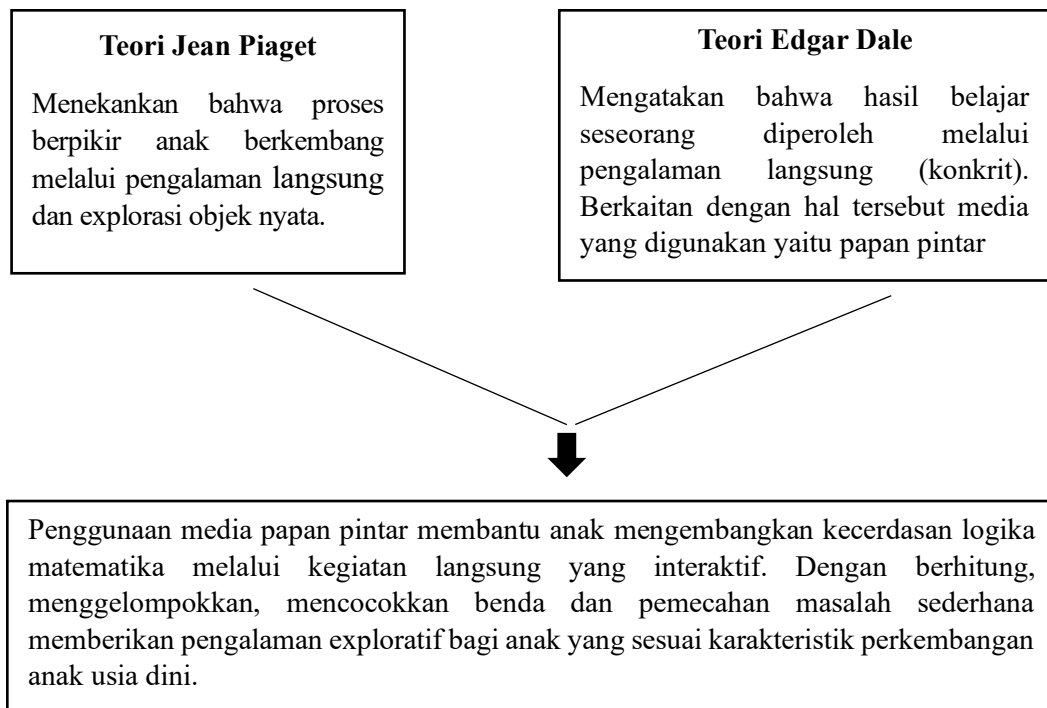 Teori Jean Piaget
Menekankan bahwa proses
berpikir anak berkembang
melalui pengalaman langsung
dan explorasi objek nyata.
Teori Edgar Dale
Mengatakan bahwa hasil belajar
seseorang diperoleh melalui
pengalaman langsung (konkrit).
Berkaitan dengan hal tersebut media
yang digunakan yaitu papan pintar
Penggunaan media papan pintar membantu anak mengembangkan kecerdasan logika
matematika melalui kegiatan langsung yang interaktif. Dengan berhitung,
menggelompokkan, mencocokkan benda dan pemecahan masalah sederhana
memberikan pengalaman exploratif bagi anak yang sesuai karakteristik perkembangan
anak usia dini.